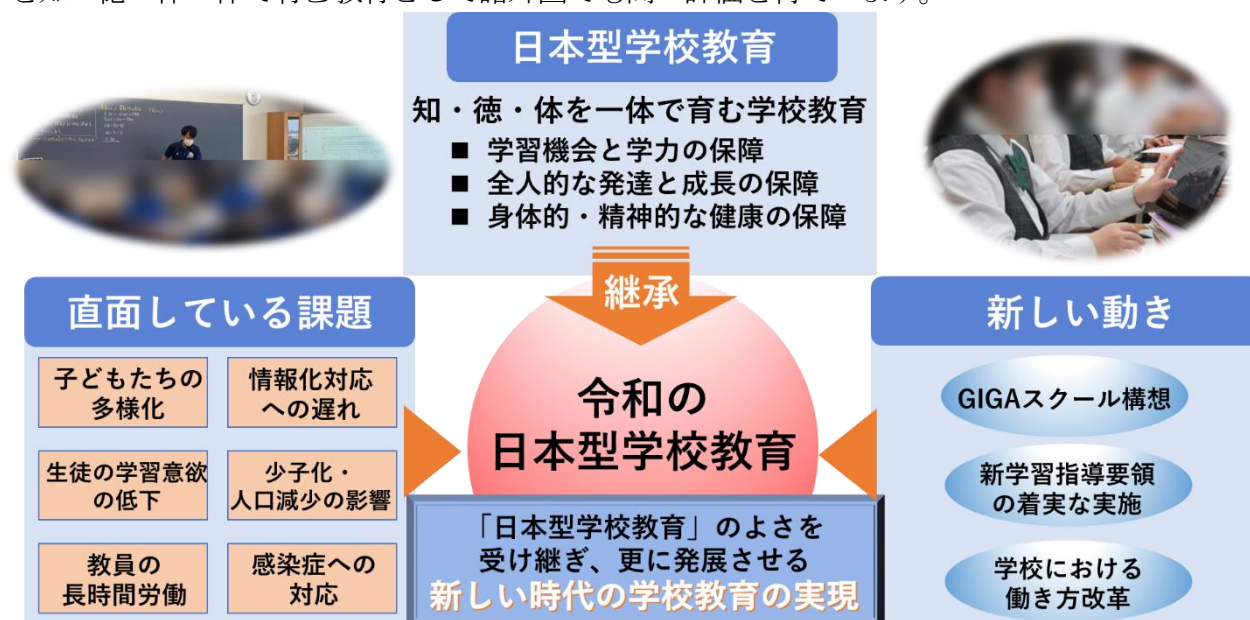 日本型学校教育
知・徳・体を一体で育む学校教育
■ 学習機会と学力の保障
■ 全人的な発達と成長の保障
■ 身体的・精神的な健康の保障
継承
直面している課題
子どもたちの
多様化
情報化対応
への遅れ
生徒の学習意欲
の低下
少子化・
人口減少の影響
教員の
長時間労働
感染症への
対応
令和の
日本型学校教育
「日本型学校教育」のよさを
受け継ぎ、更に発展させる
新しい時代の学校教育の実現
新しい動き
GIGAスクール構想
新学習指導要領
の着実な実施
学校における
働き方改革